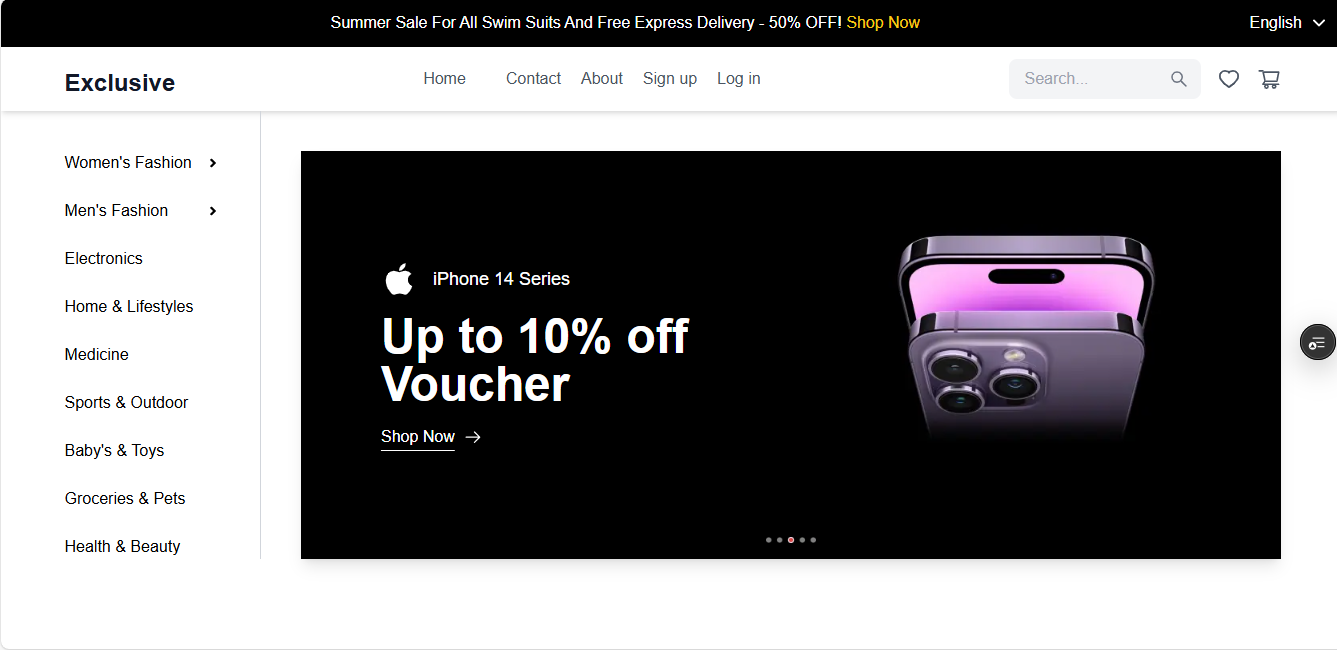 Summer Sale For All Swim Suits And Free Express Delivery - 50% OFF! Shop Now
English
Exclusive
Home
Contact
About
Sign up
Log in
Search...
Women's Fashion
Men's Fashion
Electronics
Home & Lifestyles
Medicine
Sports & Outdoor
Baby's & Toys
Groceries & Pets
Health & Beauty
iPhone 14 Series
Up to 10% off
Voucher
Shop Now